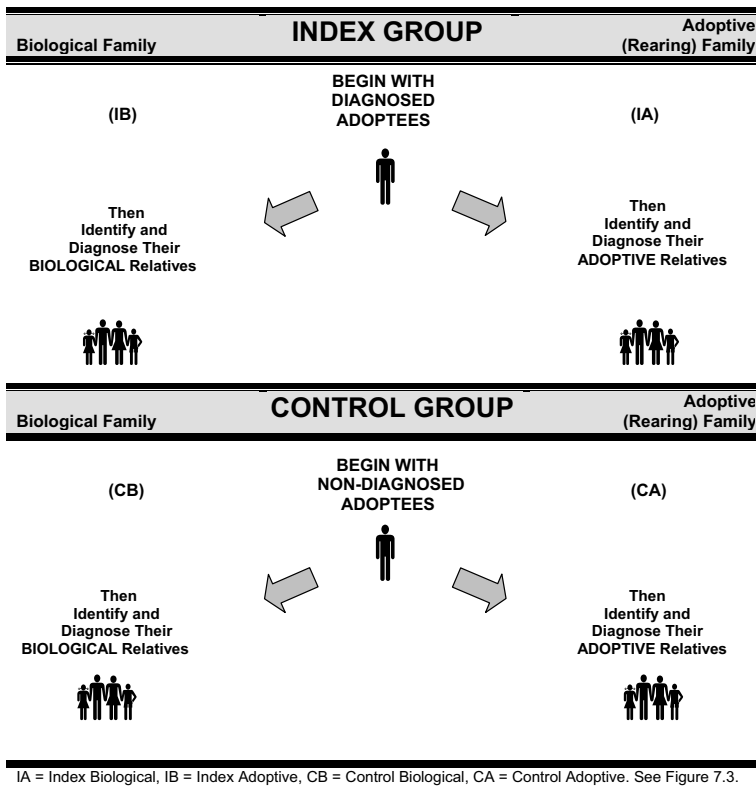 INDEX GROUP
Biological Family
Adoptive
(Rearing) Family
BEGIN WITH
DIAGNOSED
ADOPTEES
(IB)
(IA)
Then
Identify and
Diagnose Their
BIOLOGICAL Relatives
Then
Identify and
Diagnose Their
ADOPTIVE Relatives
CONTROL GROUP
Biological Family
Adoptive
(Rearing) Family
BEGIN WITH
NON-DIAGNOSED
ADOPTEES
(CB)
(CA)
Then
Identify and
Diagnose Their
BIOLOGICAL Relatives
Then
Identify and
Diagnose Their
ADOPTIVE Relatives
IA = Index Biological, IB = Index Adoptive, CB = Control Biological, CA = Control Adoptive. See Figure 7.3.